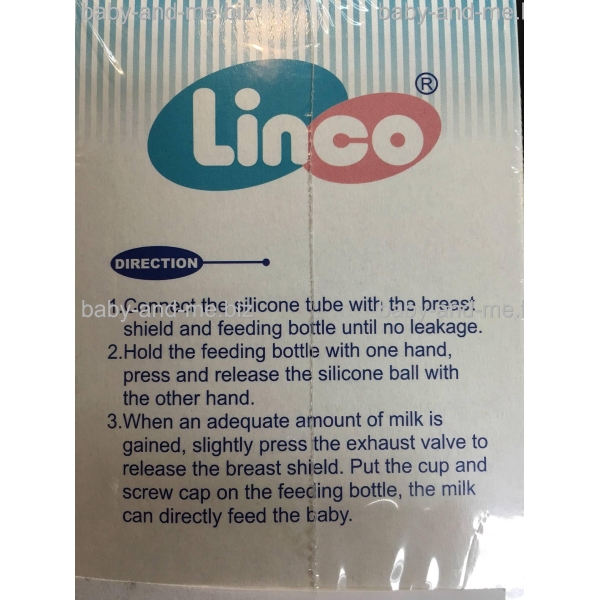 baby-and-me.biz baby-and-me.
Linco®
DIRECTION
1.Connect the silicone tube with the breast
shield and feeding bottle until no leakage.
baby-and-me.biz baby-and-me.
2.Hold the feeding bottle with one hand,
press and release the silicone ball with
the other hand.
3.When an adequate amount of milk is
gained, slightly press the exhaust valve to
release the breast shield. Put the cup and
screw cap on the feeding bottle, the milk
can directly feed the baby.